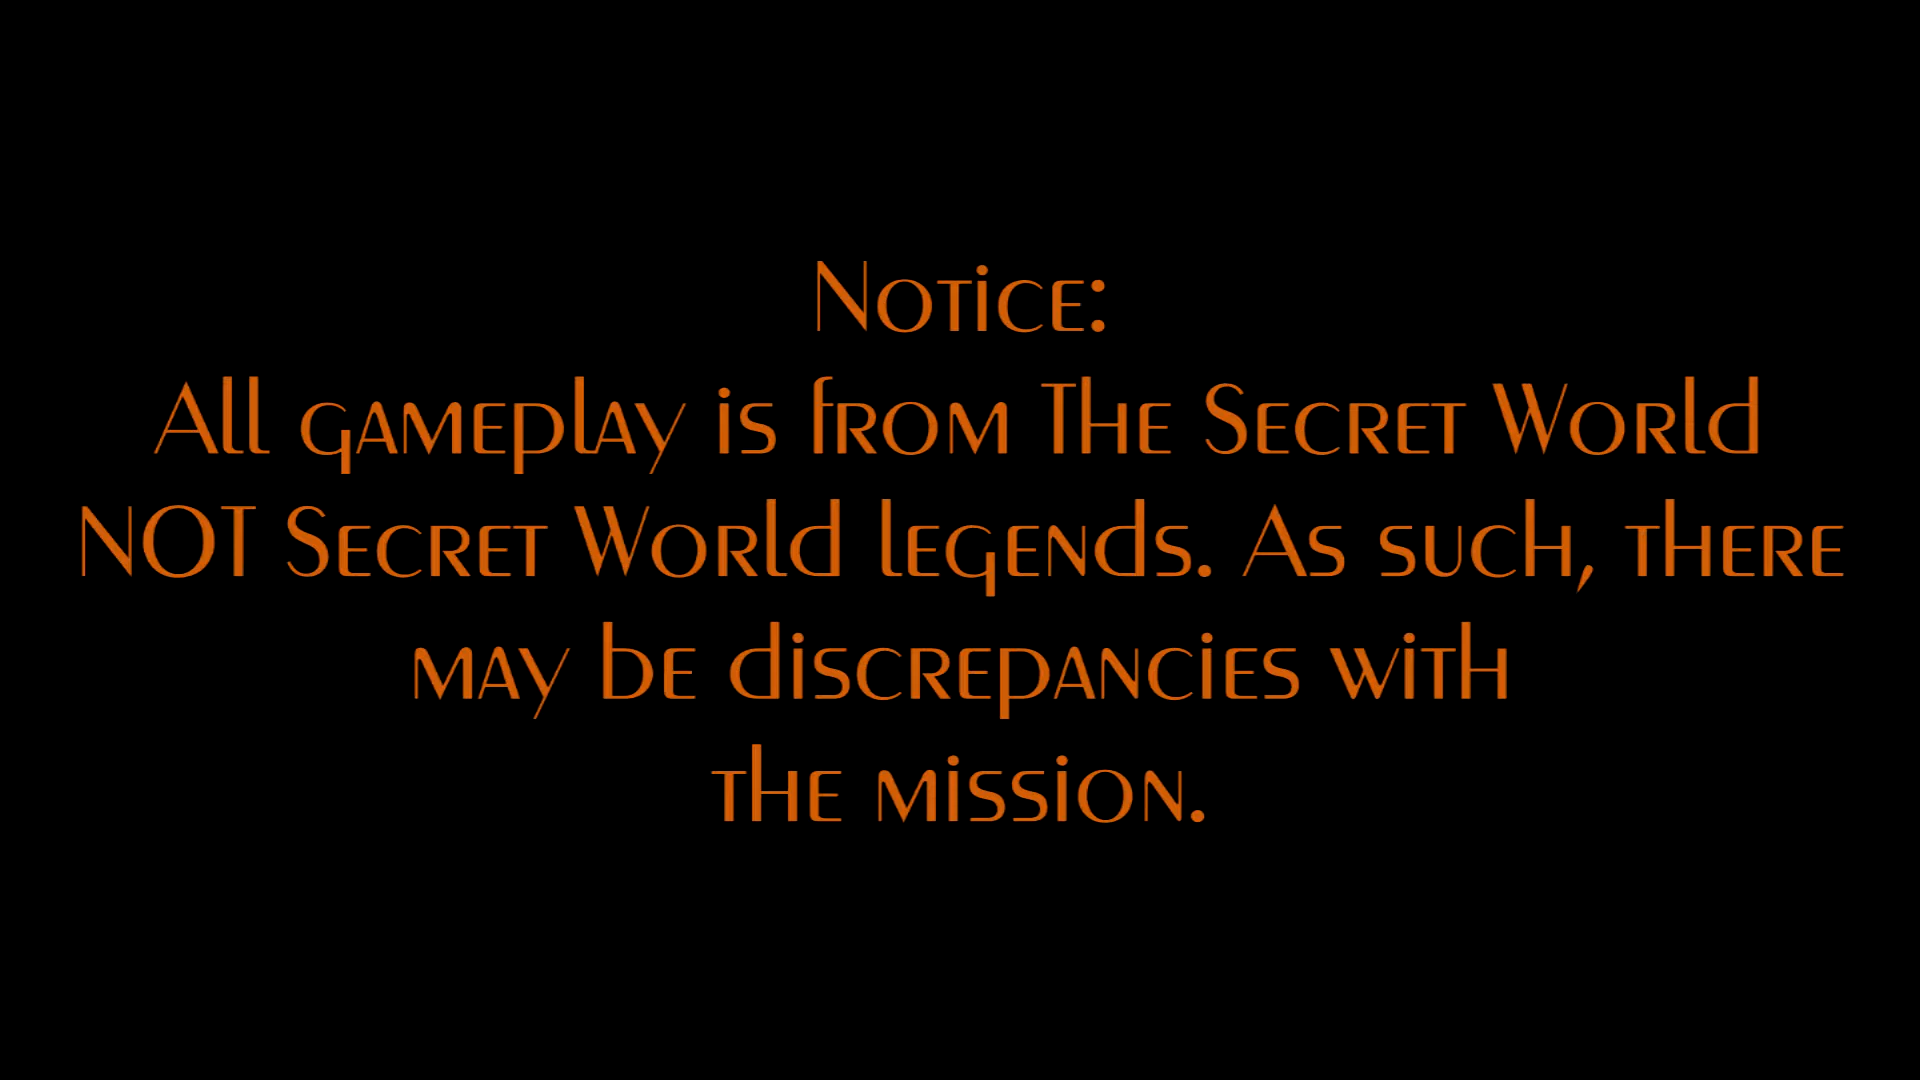 Notice:
All gameplay is from The Secret World
NOT Secret World legends. As such, there
may be discrepancies with
the mission.